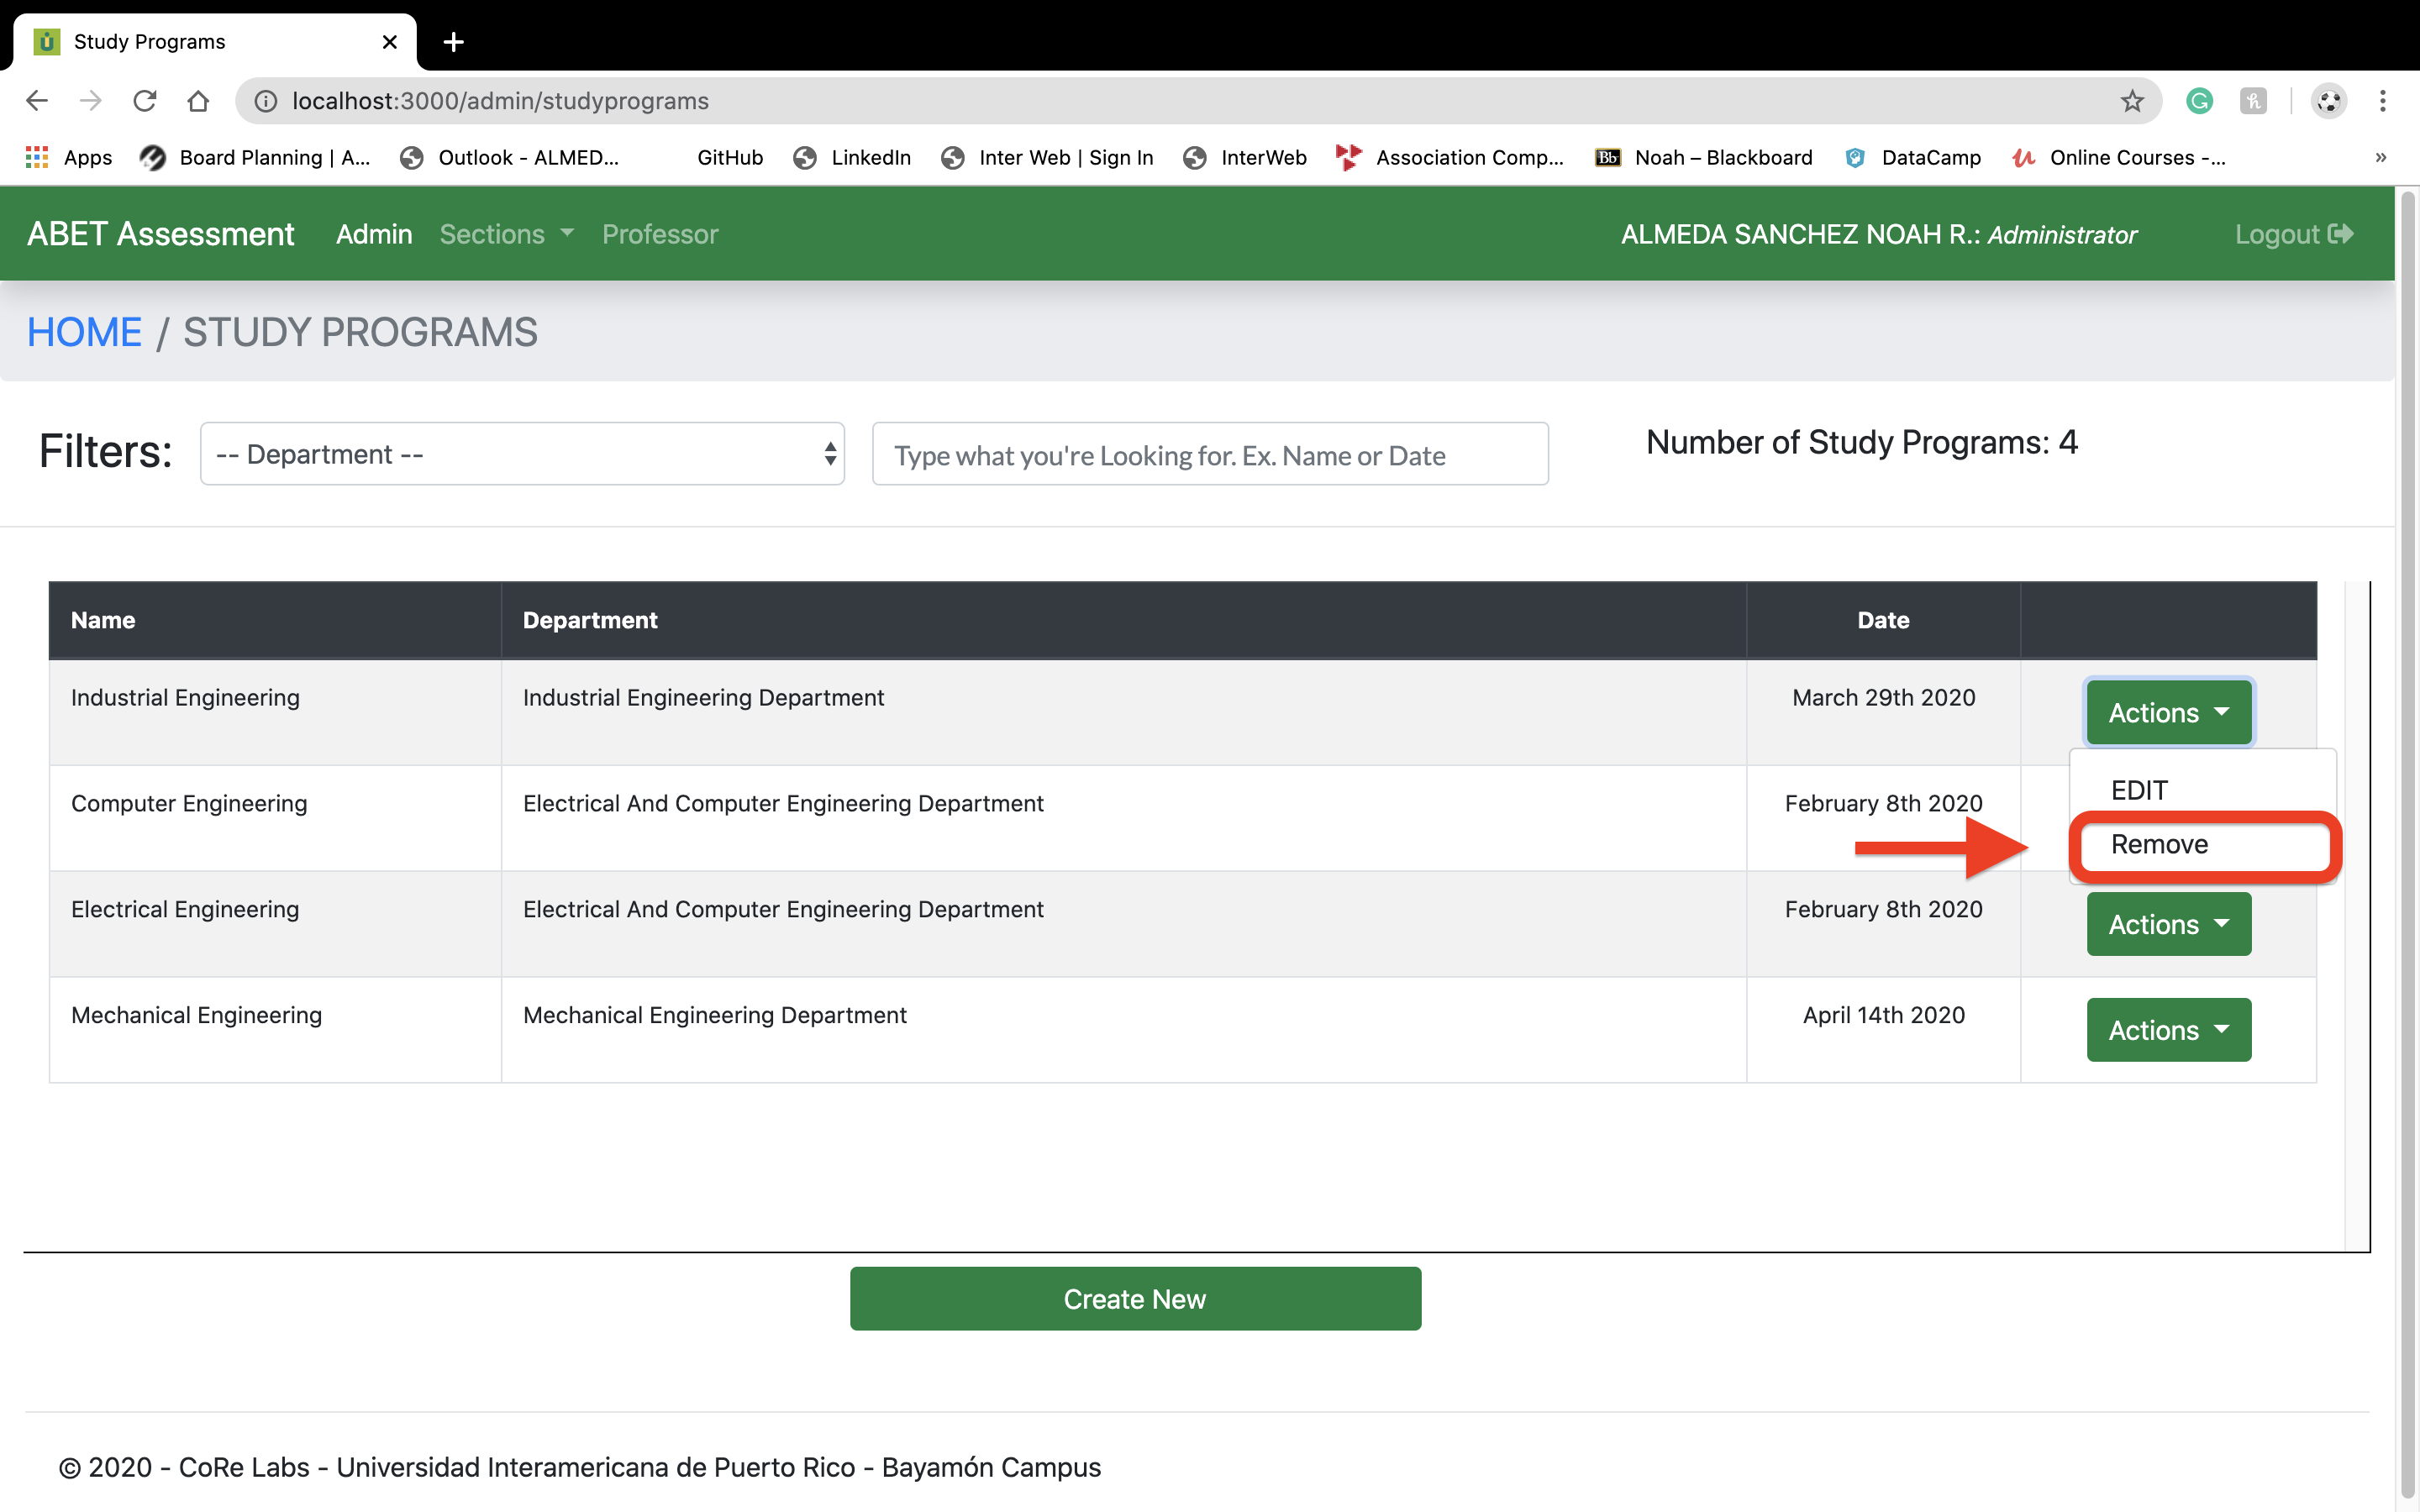 Study Programs
localhost:3000/admin/studyprograms
Apps Board Planning | A... Outlook - ALMED... GitHub LinkedIn Inter Web | Sign In InterWeb Association Comp... Bb Noah – Blackboard DataCamp Online Courses -... »
ABET Assessment Admin Sections Professor ALMEDA SANCHEZ NOAH R.: Administrator Logout
HOME / STUDY PROGRAMS
Filters: -- Department -- Type what you're Looking for. Ex. Name or Date Number of Study Programs: 4
Name Department Date
Industrial Engineering Industrial Engineering Department March 29th 2020 Actions
EDIT
Computer Engineering Electrical And Computer Engineering Department February 8th 2020
Remove
Electrical Engineering Electrical And Computer Engineering Department February 8th 2020 Actions
Mechanical Engineering Mechanical Engineering Department April 14th 2020 Actions
Create New
© 2020 - CoRe Labs - Universidad Interamericana de Puerto Rico - Bayamón Campus